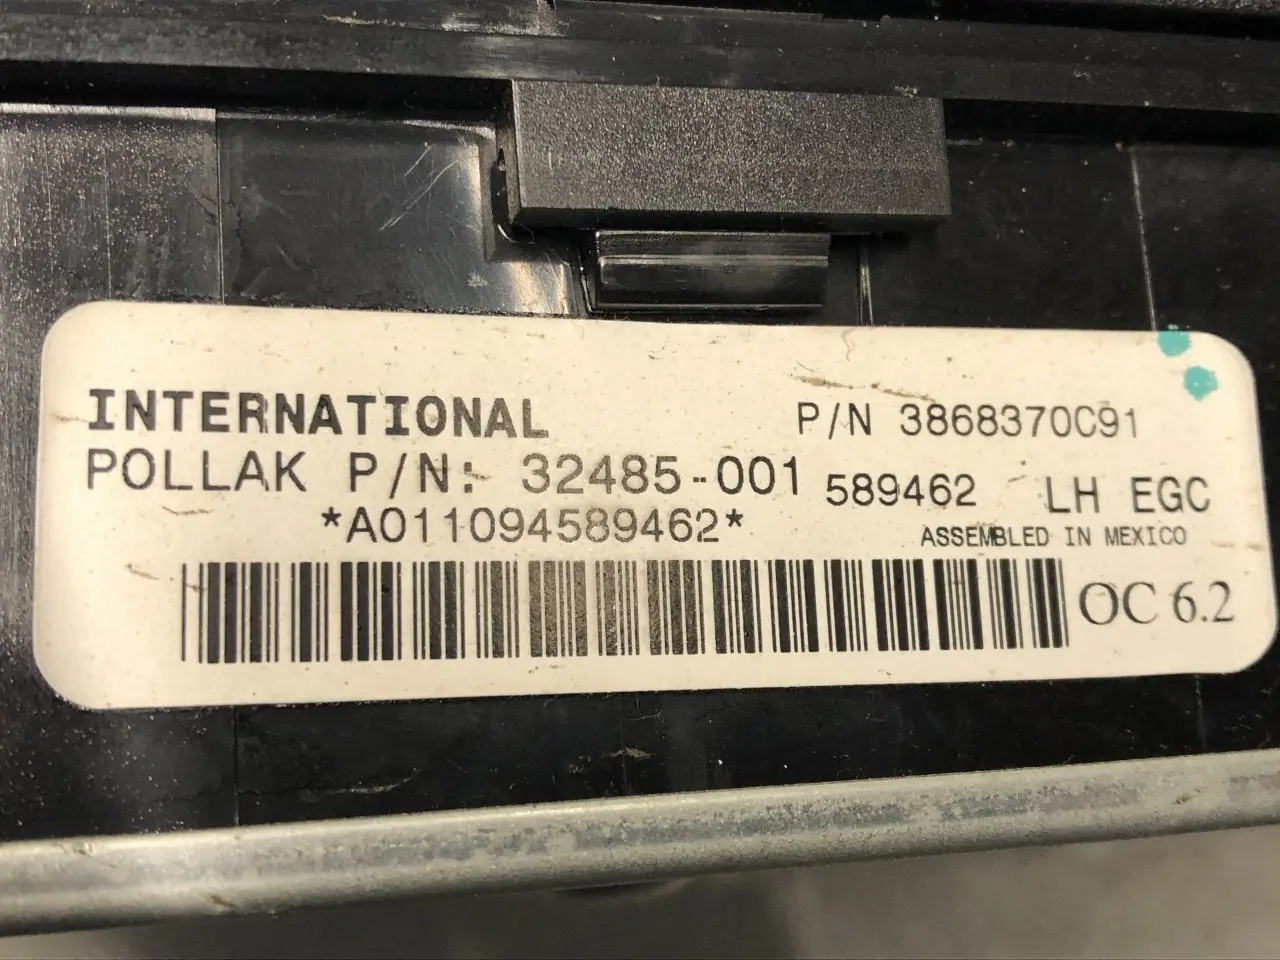 INTERNATIONAL P/N 3868370C91
POLLAK P/N: 32485-001 589462 LH EGC
*A011094589462* ASSEMBLED IN MEXICO
OC 6.2